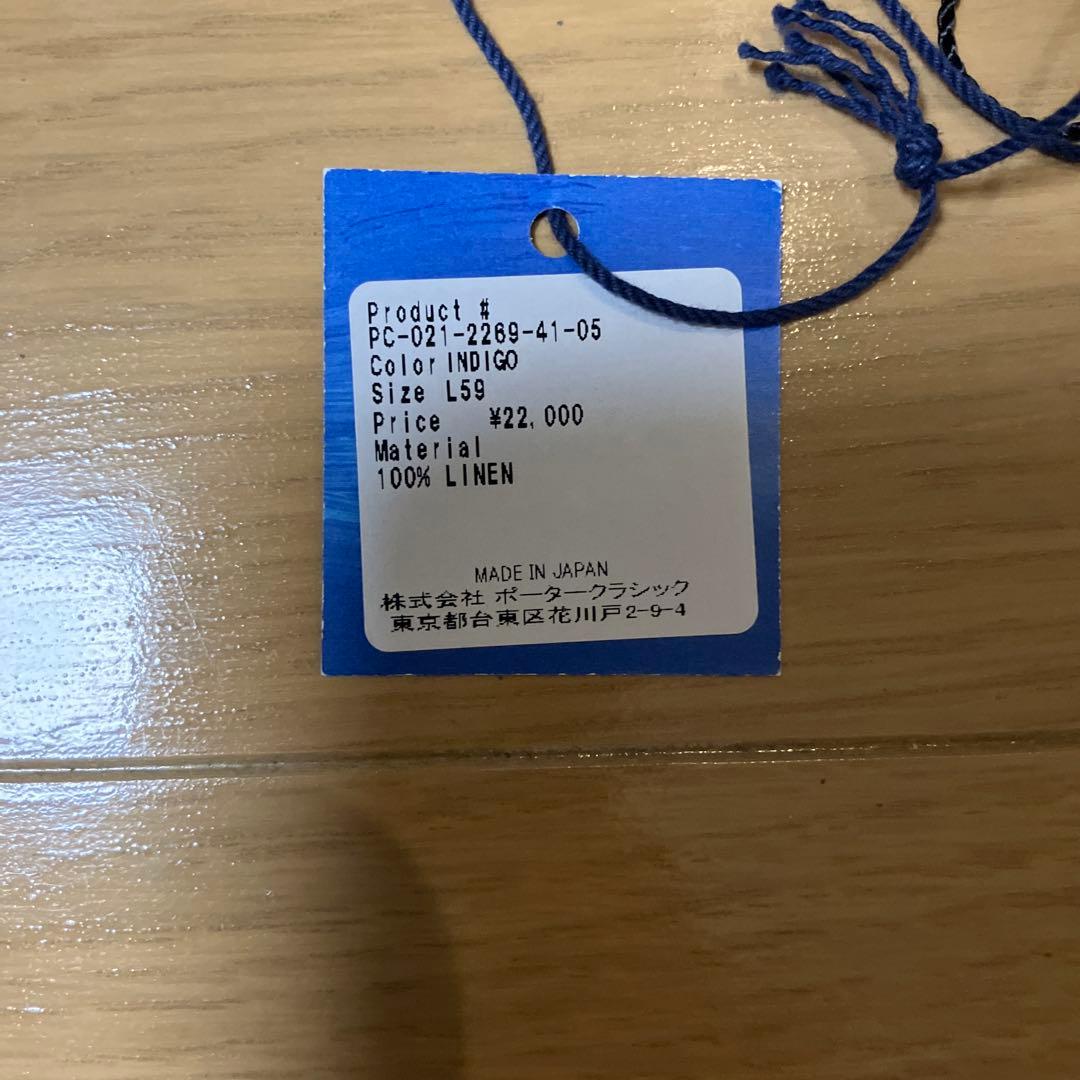 Product #
PC-021-2269-41-05
Color INDIGO
Size L59
Price ¥22,000
Material
100% LINEN
MADE IN JAPAN
株式会社 ポータークラシック
東京都台東区花川戸2-9-4